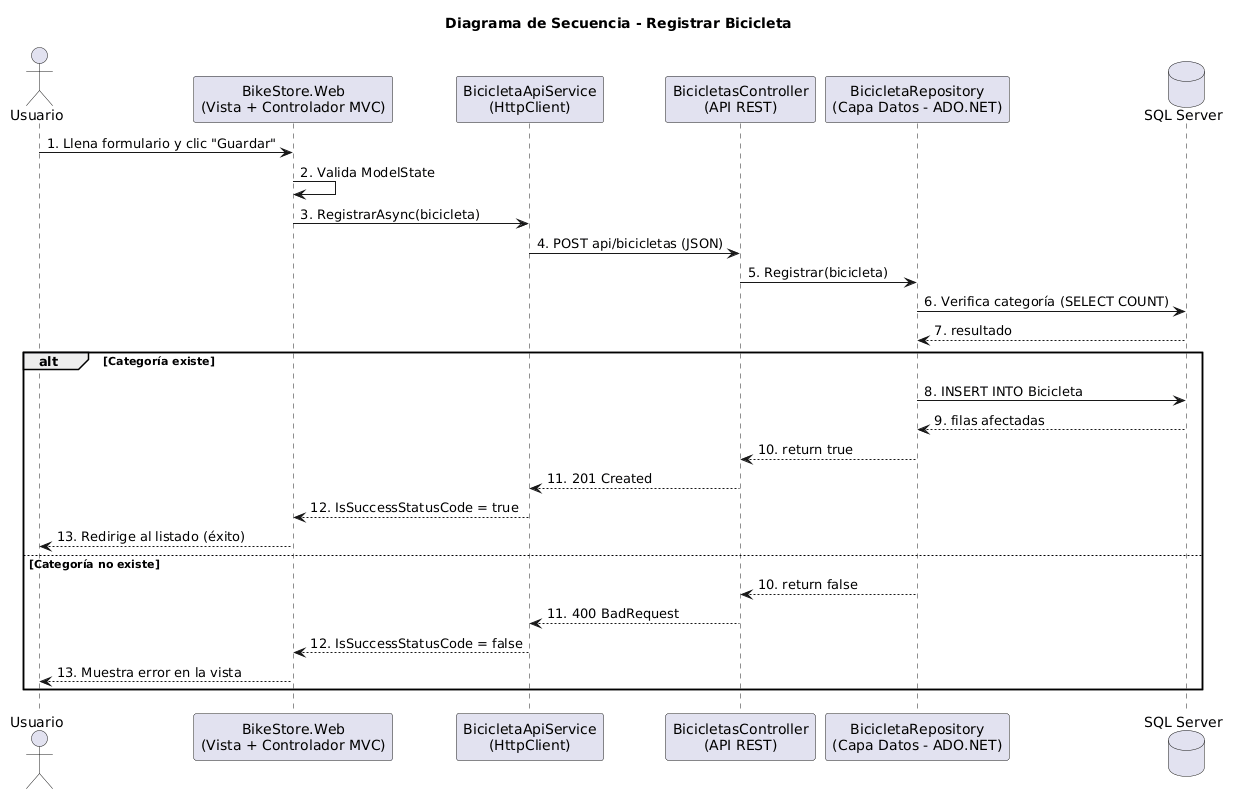 Diagrama de Secuencia - Registrar Bicicleta
Usuario
BikeStore.Web
(Vista + Controlador MVC)
BicicletaApiService
(HttpClient)
BicicletasController
(API REST)
BicicletaRepository
(Capa Datos - ADO.NET)
SQL Server
1. Llena formulario y clic "Guardar"
2. Valida ModelState
3. RegistrarAsync(bicicleta)
4. POST api/bicicletas (JSON)
5. Registrar(bicicleta)
6. Verifica categoría (SELECT COUNT)
7. resultado
alt [Categoría existe]
8. INSERT INTO Bicicleta
9. filas afectadas
10. return true
11. 201 Created
12. IsSuccessStatusCode = true
13. Redirige al listado (éxito)
[Categoría no existe]
10. return false
11. 400 BadRequest
12. IsSuccessStatusCode = false
13. Muestra error en la vista
Usuario
BikeStore.Web
(Vista + Controlador MVC)
BicicletaApiService
(HttpClient)
BicicletasController
(API REST)
BicicletaRepository
(Capa Datos - ADO.NET)
SQL Server